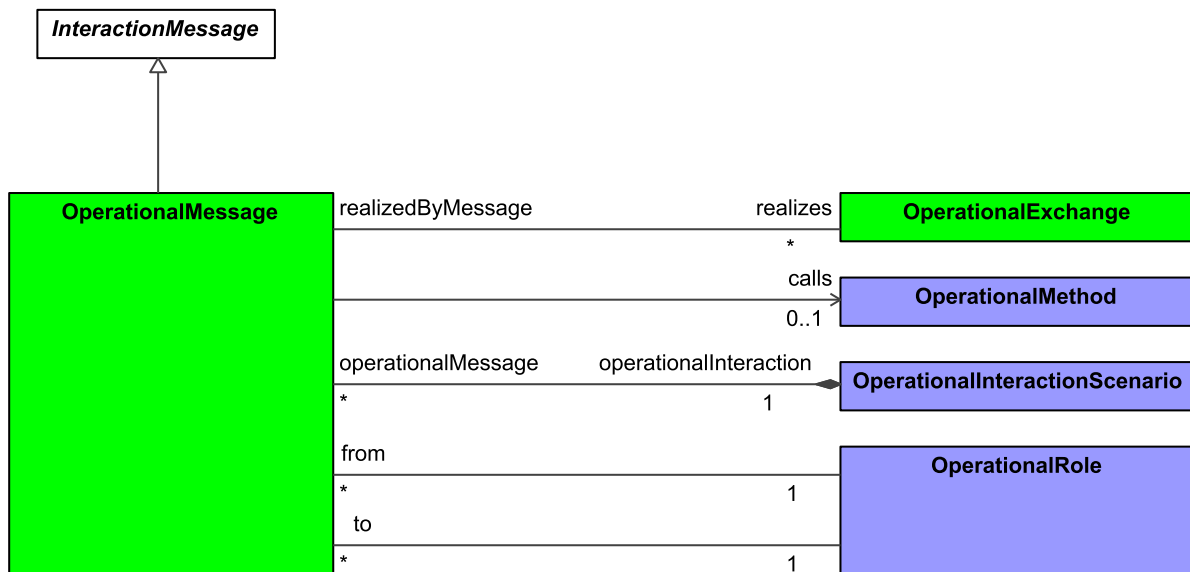 InteractionMessage
OperationalMessage
realizedByMessage
realizes
OperationalExchange
*
calls
OperationalMethod
0..1
operationalMessage
operationalInteraction
OperationalInteractionScenario
*
1
from
OperationalRole
*
1
to
*
1